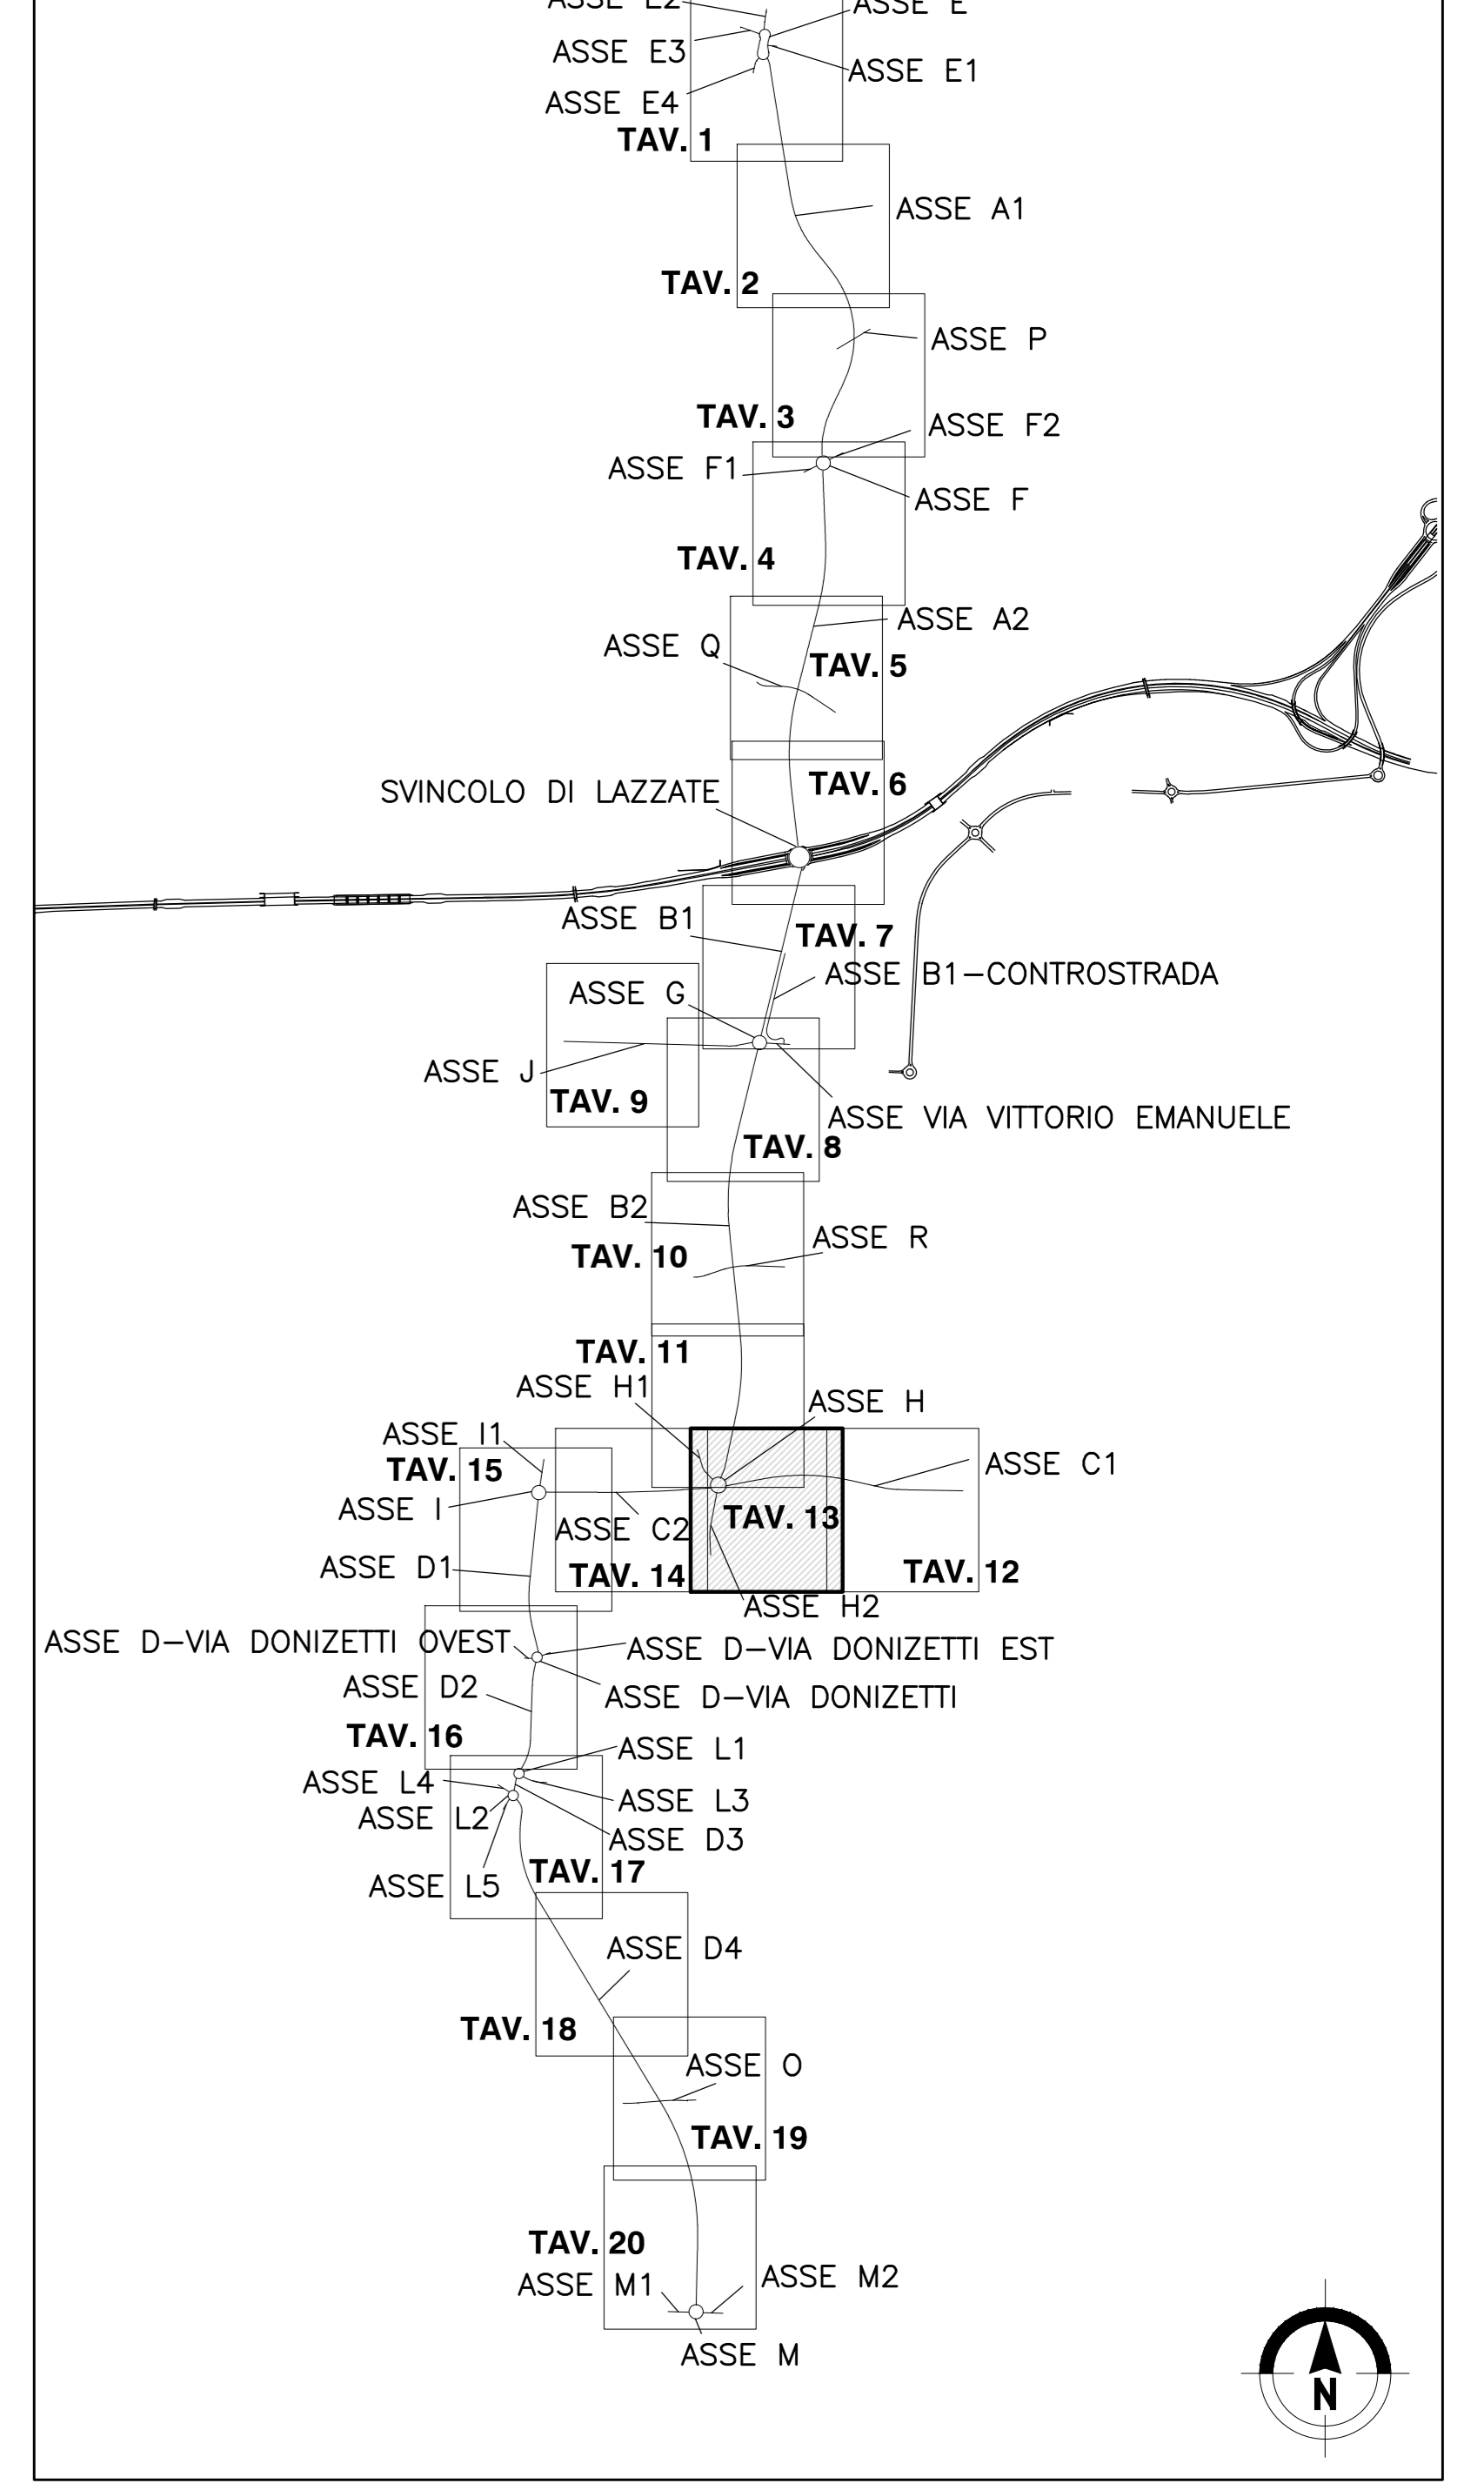 ASSE E2
ASSE E
ASSE E3
ASSE E1
ASSE E4
TAV. 1
ASSE A1
TAV. 2
ASSE P
TAV. 3
ASSE F2
ASSE F1
ASSE F
TAV. 4
ASSE A2
ASSE Q
TAV. 5
TAV. 6
SVINCOLO DI LAZZATE
ASSE B1
TAV. 7
ASSE B1-CONTROSTRADA
ASSE G
ASSE J
TAV. 9
ASSE VIA VITTORIO EMANUELE
TAV. 8
ASSE B2
ASSE R
TAV. 10
TAV. 11
ASSE H1
ASSE H
ASSE I1
TAV. 15
ASSE C1
ASSE I
TAV. 13
ASSE C2
ASSE D1
TAV. 14
TAV. 12
ASSE H2
ASSE D-VIA DONIZETTI OVEST
ASSE D-VIA DONIZETTI EST
ASSE D2
ASSE D-VIA DONIZETTI
TAV. 16
ASSE L1
ASSE L4
ASSE L3
ASSE L2
ASSE D3
TAV. 17
ASSE L5
ASSE D4
TAV. 18
ASSE O
TAV. 19
TAV. 20
ASSE M1
ASSE M2
ASSE M
N